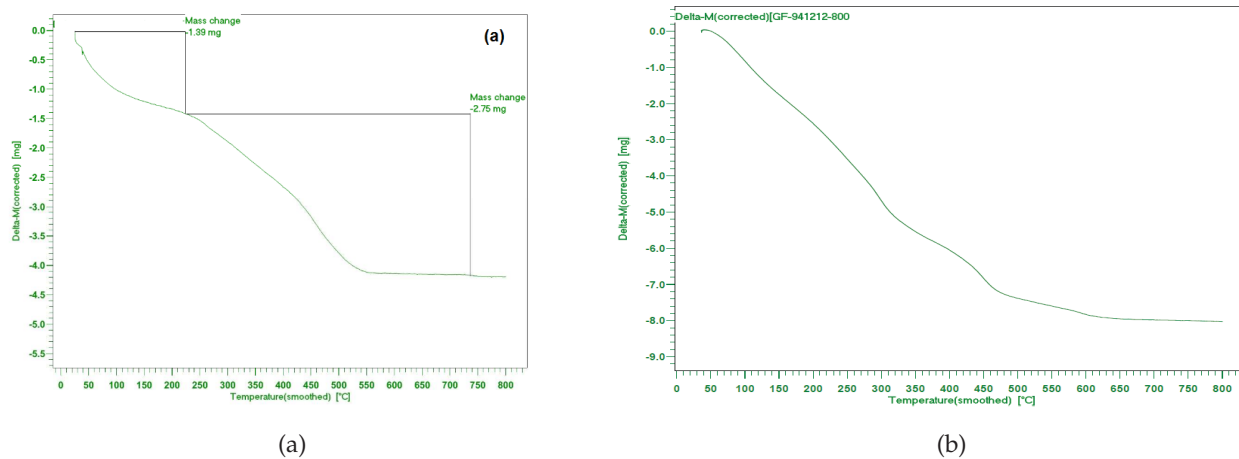 Mass change
-1.39 mg
(a)
Mass change
-2.75 mg
0.0
-0.5
-1.0
-1.5
-2.0
-2.5
-3.0
-3.5
-4.0
-4.5
-5.0
-5.5
Delta-M(corrected) [mg]
0 50 100 150 200 250 300 350 400 450 500 550 600 650 700 750 800
Temperature(smoothed) [°C]
(a)
Delta-M(corrected)[GF-941212-800
0.0
-1.0
-2.0
-3.0
-4.0
-5.0
-6.0
-7.0
-8.0
-9.0
Delta-M(corrected) [mg]
0 50 100 150 200 250 300 350 400 450 500 550 600 650 700 750 800
Temperature(smoothed) [°C]
(b)